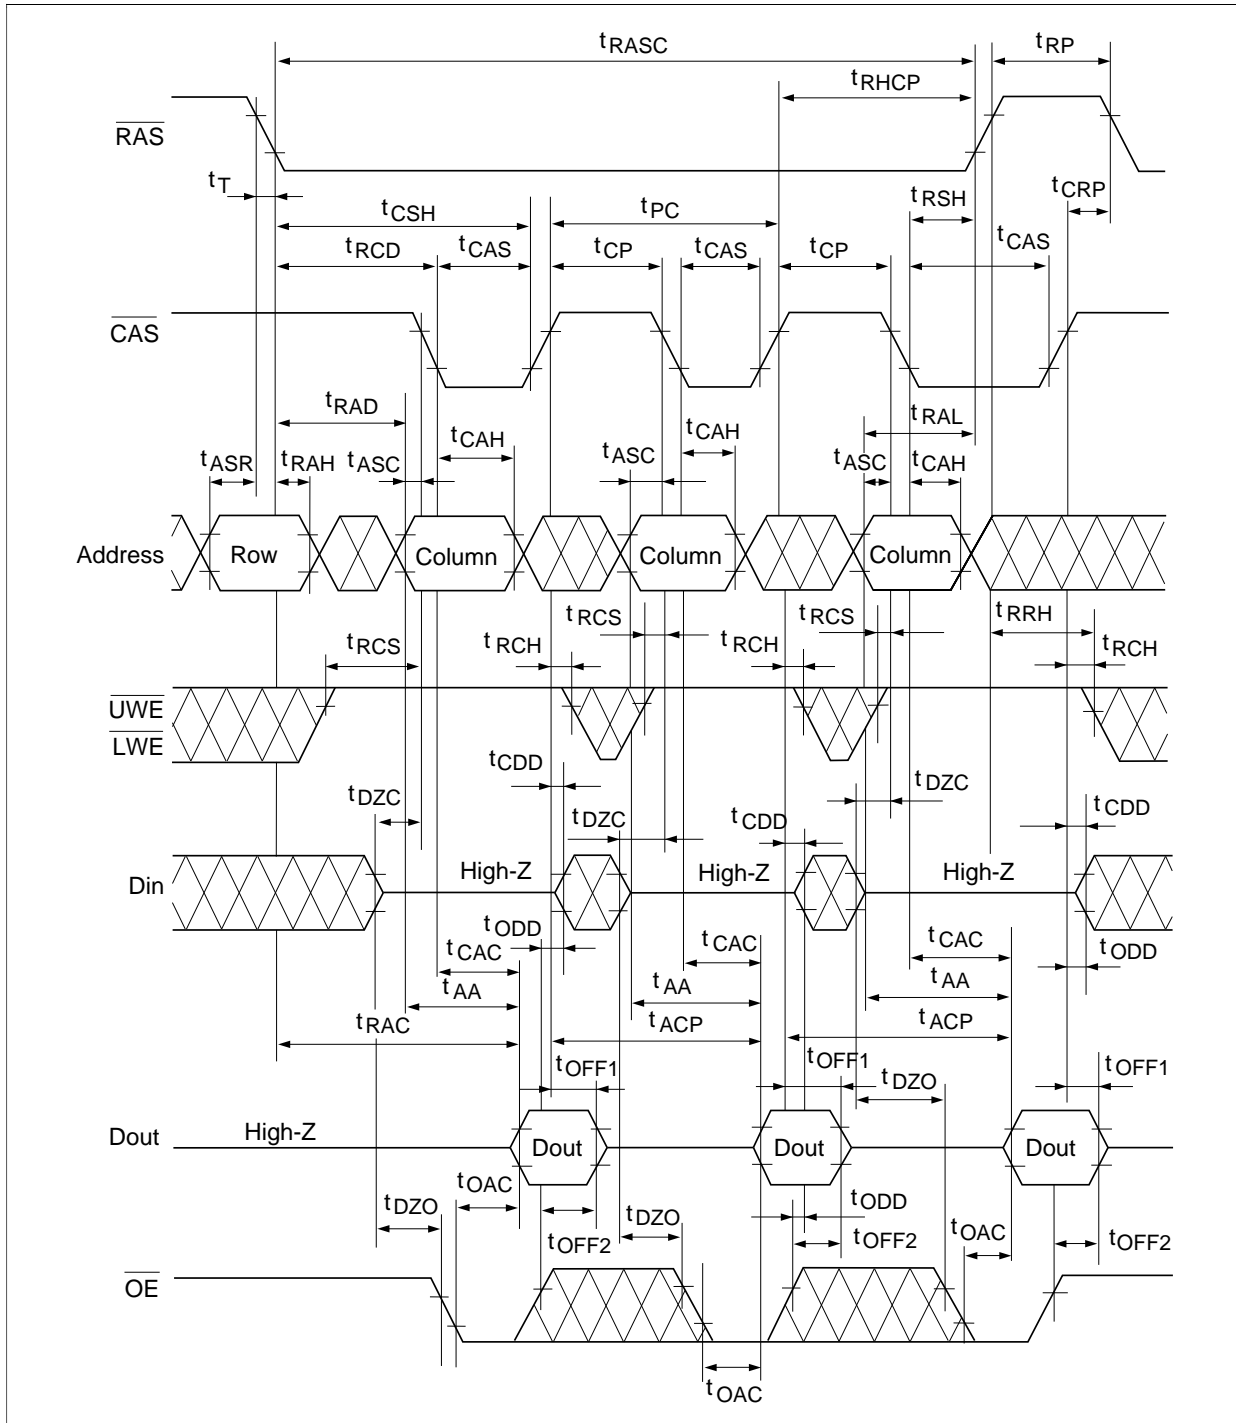 tRASC tRP
tRHCP
RAS
tT tCRP
tCSH tPC tRSH
tRCD tCAS tCP tCAS tCP tCAS
CAS
tRAD tRAL
tCAH tCAH
tASR tRAH tASC tASC tASC tCAH
Address Row Column Column Column
tRCS tRCS tRRH
tRCS tRCH tRCH tRCH
UWE
LWE
tCDD tDZC
tDZC tDZC tCDD tCDD
Din High-Z High-Z High-Z
tODD tCAC tCAC tODD
tCAC
tAA tAA tAA
tRAC tACP tACP
tOFF1 tOFF1 tOFF1
tDZO
Dout High-Z Dout Dout Dout
tOAC tODD
tDZO tDZO tOAC
tOFF2 tOFF2 tOFF2
OE
tOAC